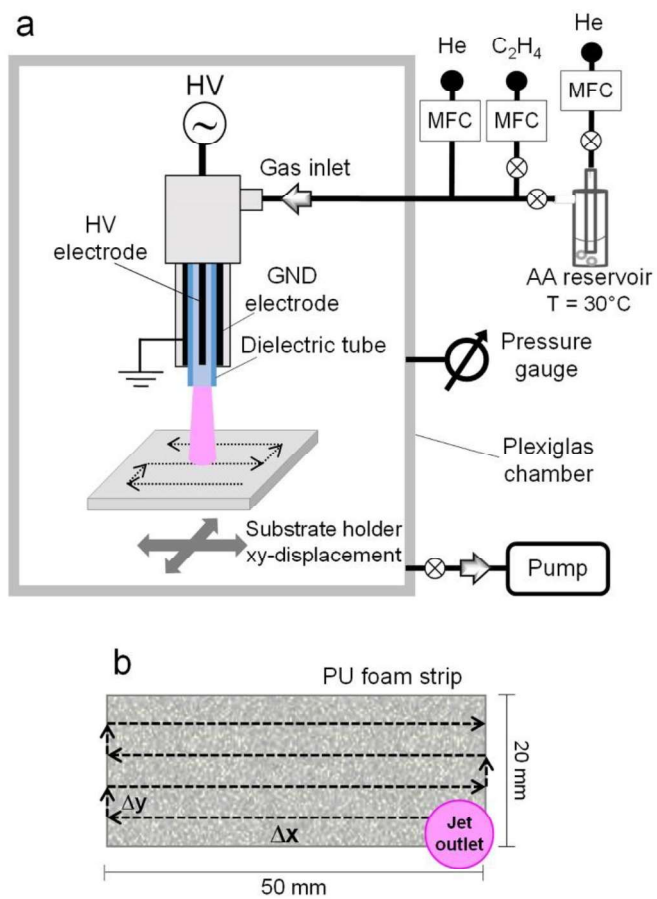 a
He
C₂H₄
He
HV
MFC
MFC
MFC
Gas inlet
HV
electrode
GND
electrode
AA reservoir
T = 30°C
Dielectric tube
Pressure
gauge
Plexiglas
chamber
Substrate holder
xy-displacement
Pump
b
PU foam strip
Δy
Δx
Jet
outlet
20 mm
50 mm